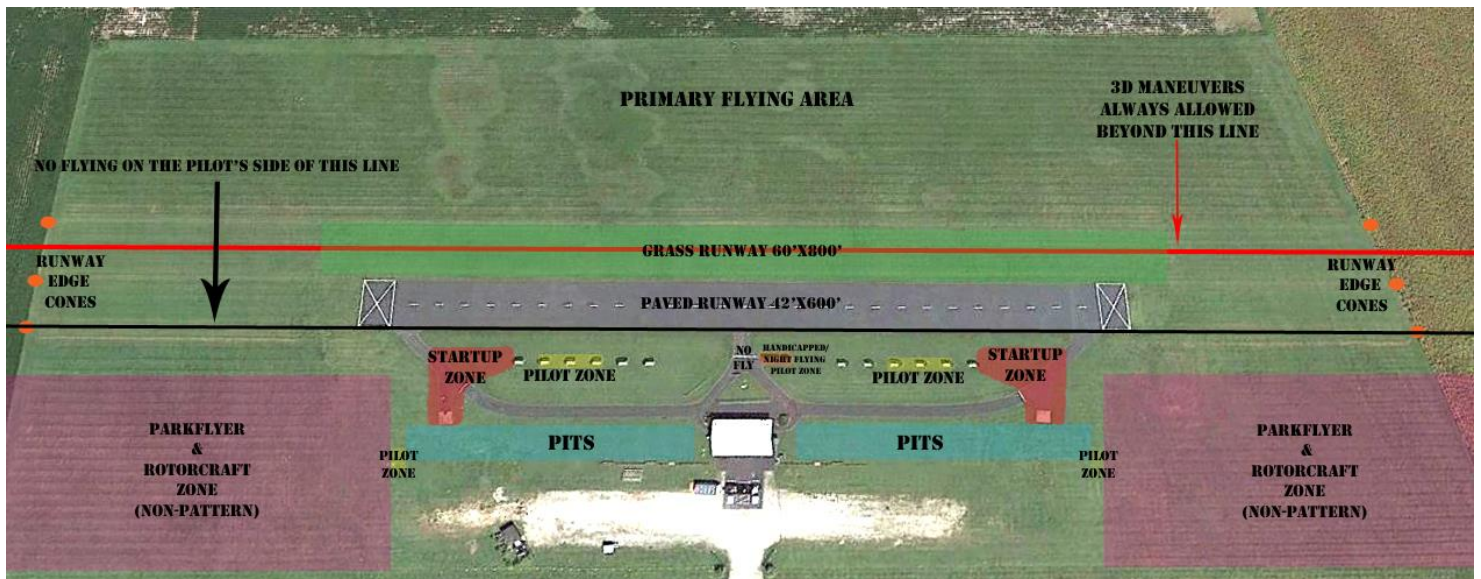 PRIMARY FLYING AREA
3D MANEUVERS
ALWAYS ALLOWED
BEYOND THIS LINE
NO FLYING ON THE PILOT'S SIDE OF THIS LINE
GRASS RUNWAY 60'X800'
RUNWAY
EDGE
CONES
RUNWAY
EDGE
CONES
PAVED RUNWAY 42'X600'
STARTUP
ZONE
PILOT ZONE
NO
FLY
HANDICAPPED/
NIGHT FLYING
PILOT ZONE
PILOT ZONE
STARTUP
ZONE
PARKFLYER
&
ROTORCRAFT
ZONE
(NON-PATTERN)
PILOT
ZONE
PITS
PITS
PILOT
ZONE
PARKFLYER
&
ROTORCRAFT
ZONE
(NON-PATTERN)